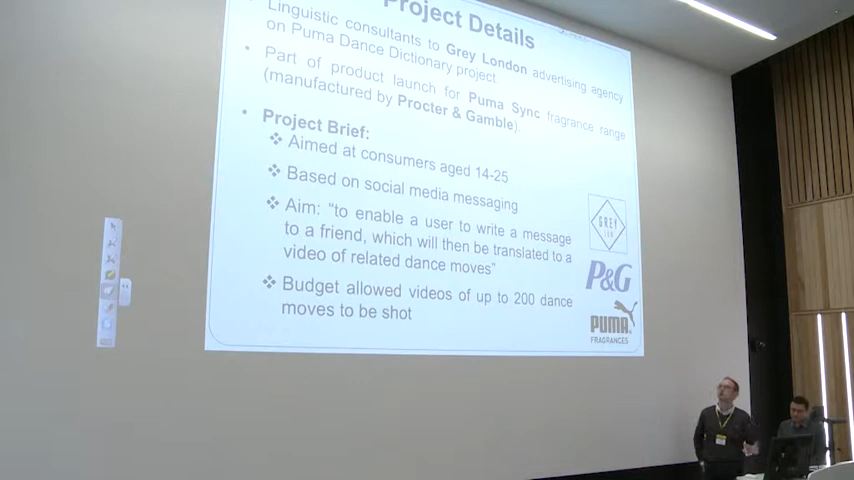 Project Details
Linguistic consultants to Grey London advertising agency
on Puma Dance Dictionary project.
• Part of product launch for Puma Sync fragrance range
(manufactured by Procter & Gamble).
• Project Brief:
❖ Aimed at consumers aged 14-25
❖ Based on social media messaging
❖ Aim: “to enable a user to write a message
to a friend, which will then be translated to a
video of related dance moves”
❖ Budget allowed videos of up to 200 dance
moves to be shot
GREY
LDN
P&G
PUMA
FRAGRANCES